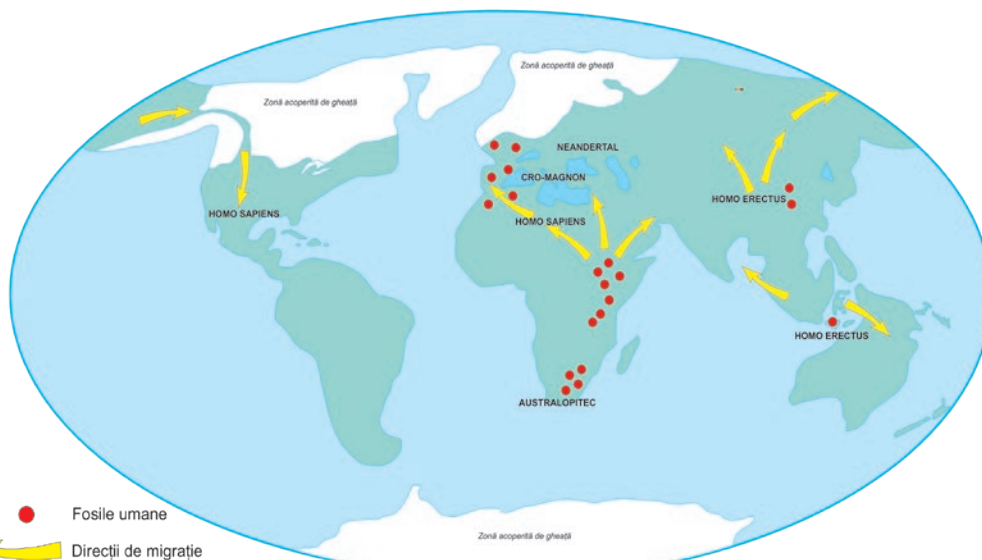 Zonă acoperită de gheață
Zonă acoperită de gheață
NEANDERTAL
CRO-MAGNON
HOMO SAPIENS
HOMO SAPIENS
HOMO ERECTUS
HOMO ERECTUS
AUSTRALOPITEC
Fosile umane
Direcții de migrație
Zonă acoperită de gheață